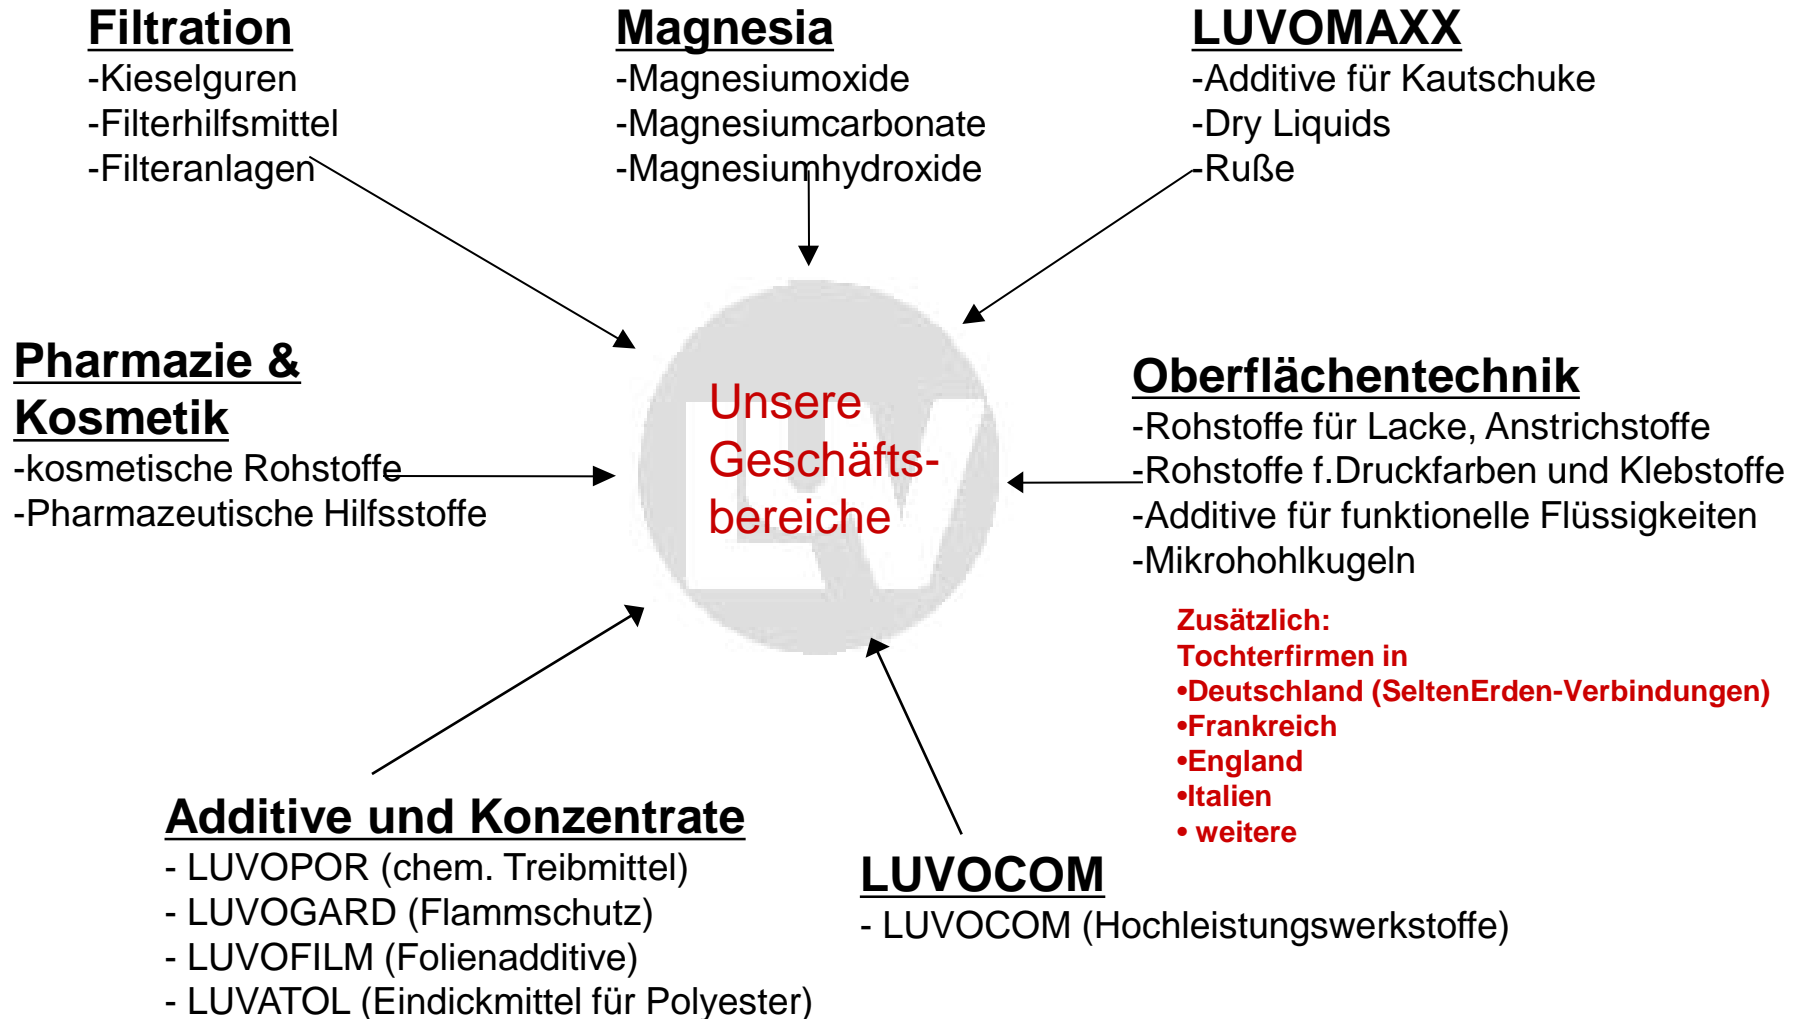 Filtration
-Kieselguren
-Filterhilfsmittel
-Filteranlagen
Magnesia
-Magnesiumoxide
-Magnesiumcarbonate
-Magnesiumhydroxide
LUVOMAXX
-Additive für Kautschuke
-Dry Liquids
-Ruße
Pharmazie &
Kosmetik
-kosmetische Rohstoffe
-Pharmazeutische Hilfsstoffe
LUV
Unsere
Geschäfts-
bereiche
Oberflächentechnik
-Rohstoffe für Lacke, Anstrichstoffe
-Rohstoffe f.Druckfarben und Klebstoffe
-Additive für funktionelle Flüssigkeiten
-Mikrohohlkugeln
Zusätzlich:
Tochterfirmen in
•Deutschland (SeltenErden-Verbindungen)
•Frankreich
•England
•Italien
• weitere
Additive und Konzentrate
- LUVOPOR (chem. Treibmittel)
- LUVOGARD (Flammschutz)
- LUVOFILM (Folienadditive)
- LUVATOL (Eindickmittel für Polyester)
LUVOCOM
- LUVOCOM (Hochleistungswerkstoffe)